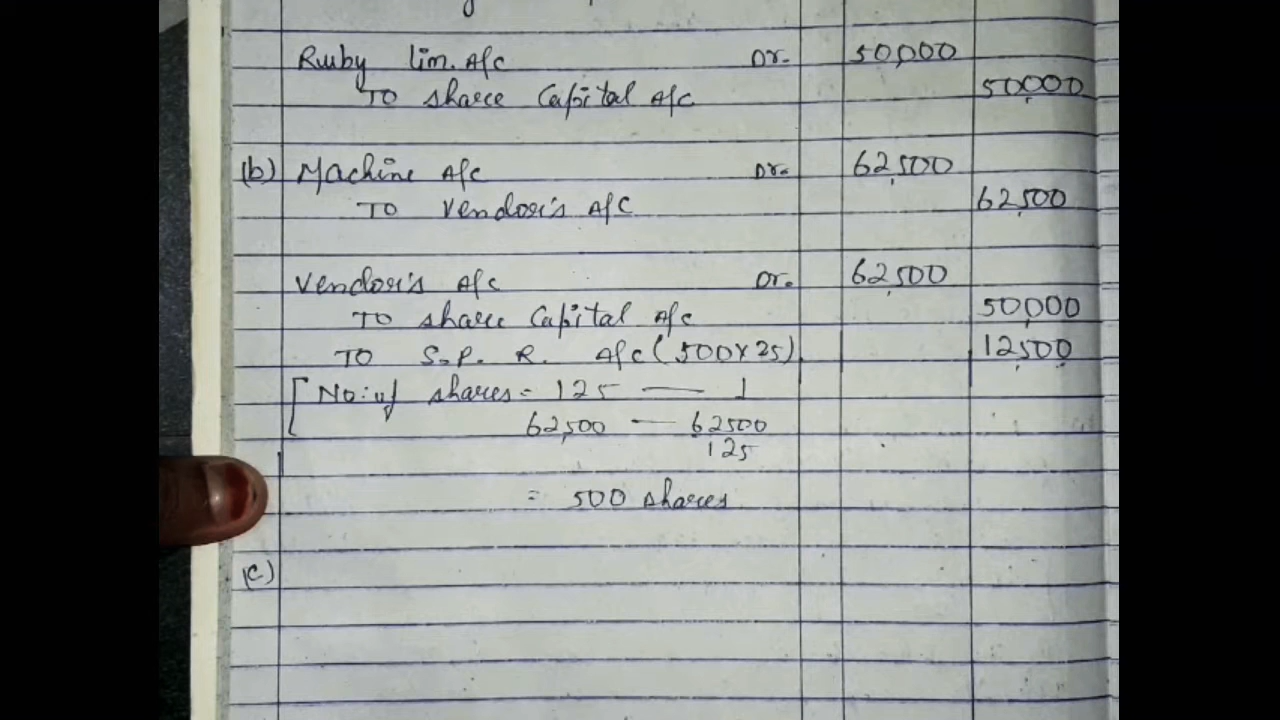 Ruby lim. A/c Dr. 50,000
To share Capital A/c 50,000
(b) Machine A/c Dr. 62,500
To Vendor's A/c 62,500
Vendor's A/c Dr. 62,500
To share Capital A/c 50,000
To S.P. R. A/c (500x25) 12,500
[No. of shares = 125 — 1
62,500 — 62500
125
= 500 shares
(c)